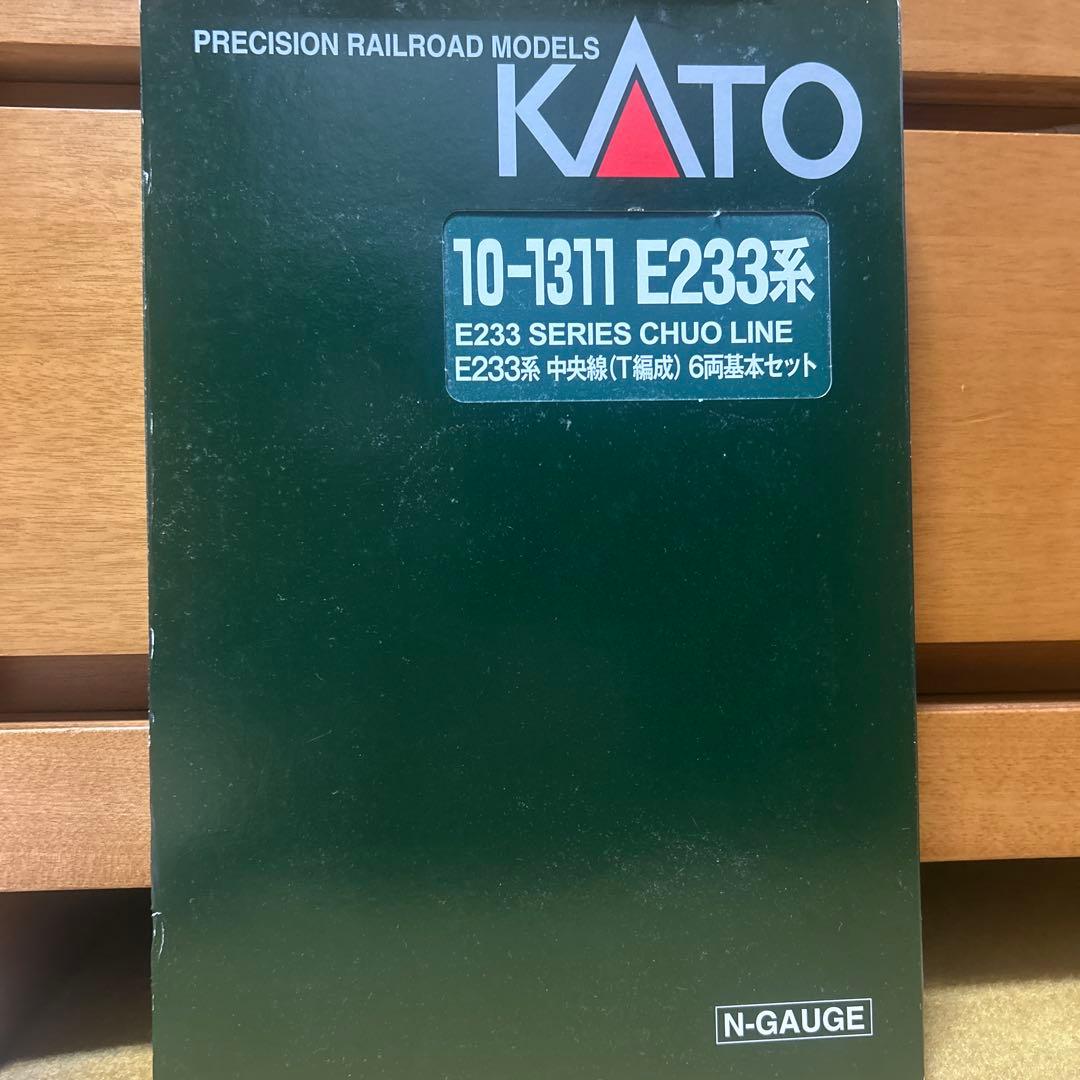 PRECISION RAILROAD MODELS
KATO
10-1311 E233系
E233 SERIES CHUO LINE
E233系 中央線(T編成) 6両基本セット
N-GAUGE